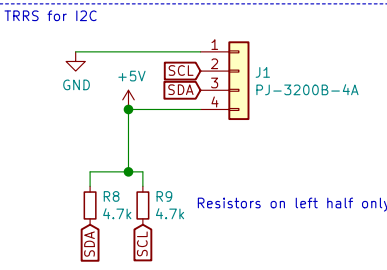 TRRS for I2C
1
GND
+5V
SCL
2
J1
SDA
3
PJ-3200B-4A
4
R8
4.7k
R9
4.7k
Resistors on left half only
SDA
SCL